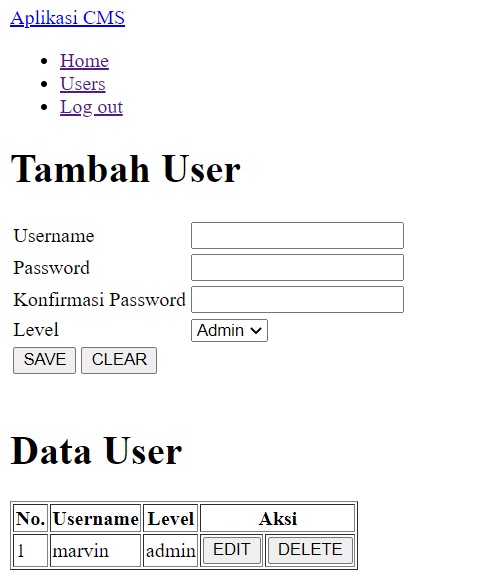 Aplikasi CMS
Home
Users
Log out
Tambah User
Username
Password
Konfirmasi Password
Level Admin
SAVE CLEAR
Data User
No. Username Level Aksi
1 marvin admin EDIT DELETE